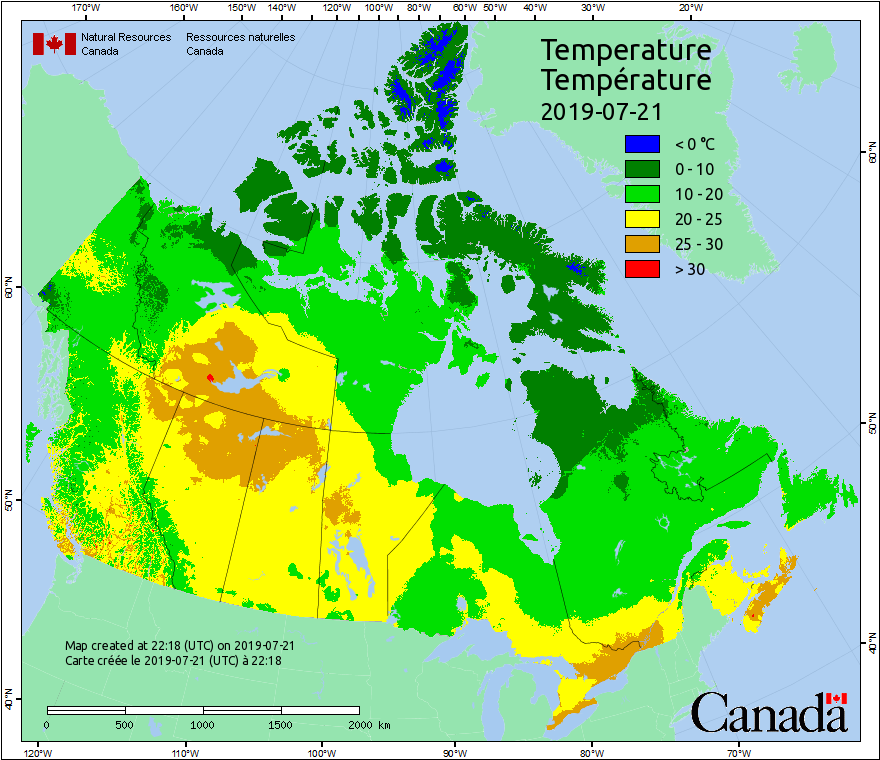 170°W 160°W 150°W 140°W 120°W 100°W 80°W 60°W 50°W 40°W 30°W 20°W
Natural Resources Ressources naturelles
Canada Canada
Temperature
Température
2019-07-21
< 0 °C
0 - 10
10 - 20
20 - 25
25 - 30
> 30
60°N
60°N
50°N
50°N
40°N
40°N
Map created at 22:18 (UTC) on 2019-07-21
Carte créée le 2019-07-21 (UTC) à 22:18
0 500 1000 1500 2000 km
Canada
120°W 110°W 100°W 90°W 80°W 70°W